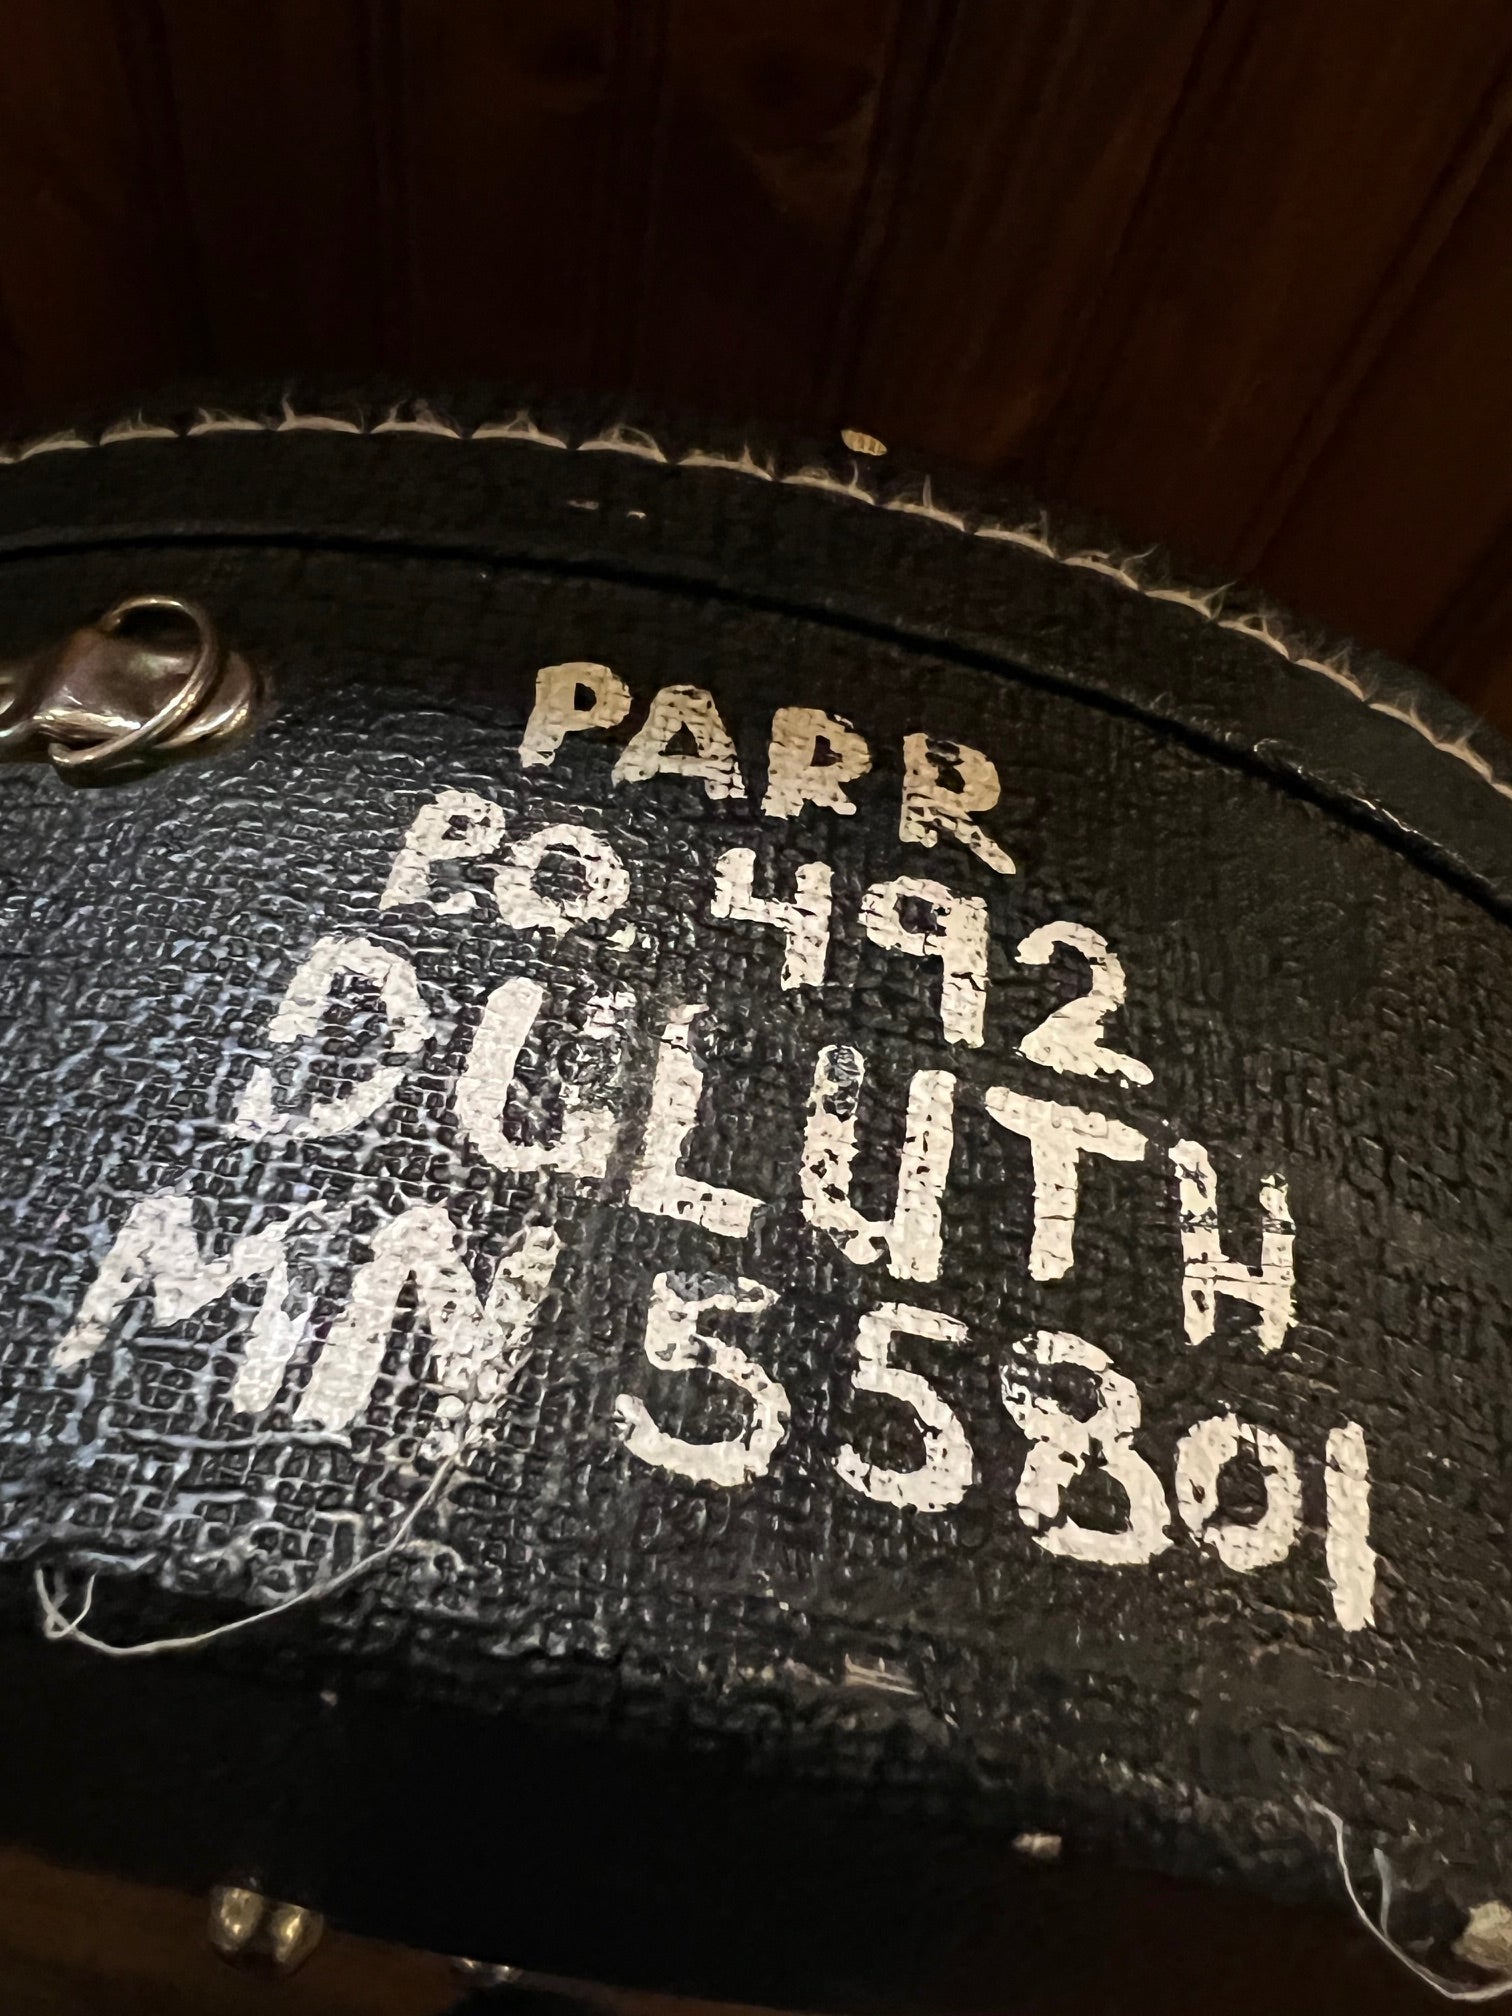 PARR
PO. 492
DULUTH
MN 55801